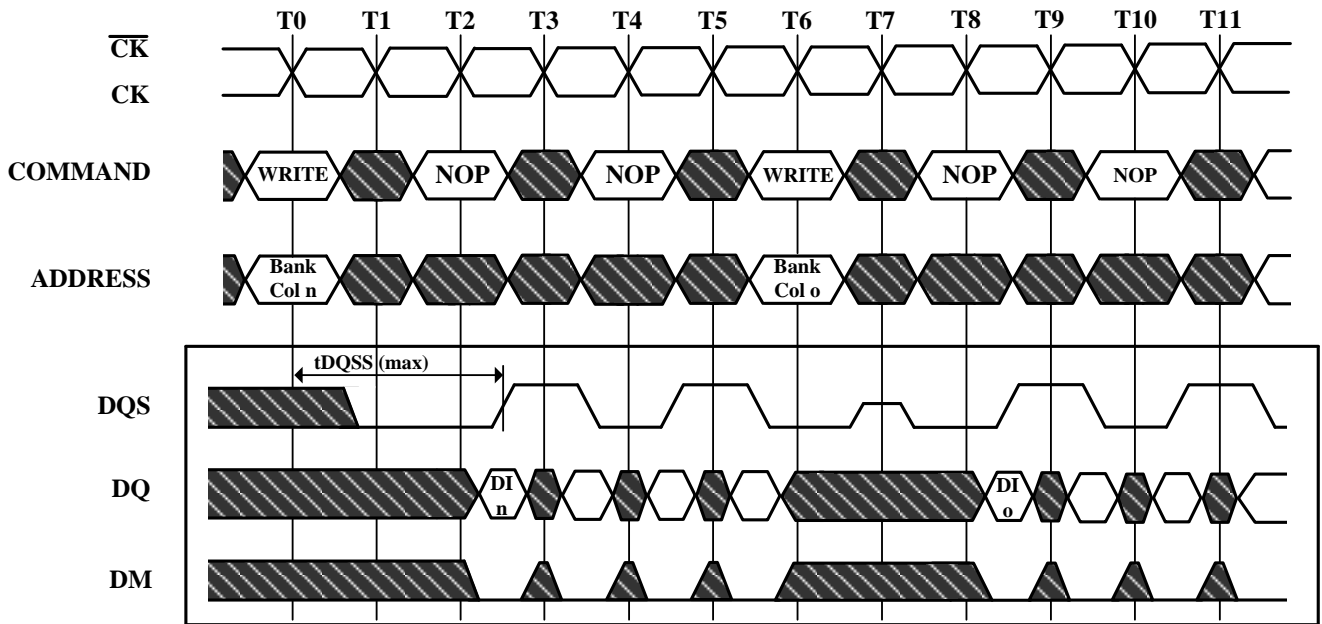 T0 T1 T2 T3 T4 T5 T6 T7 T8 T9 T10 T11
CK
CK
COMMAND WRITE NOP NOP WRITE NOP NOP
ADDRESS Bank Col n Bank Col o
tDQSS (max)
DQS
DQ DI n DI o
DM